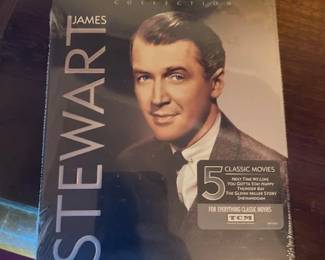 COLLECTION
JAMES
STEWART
5 CLASSIC MOVIES
NEXT TIME WE LOVE
YOU GOTTA STAY HAPPY
THUNDER BAY
THE GLENN MILLER STORY
SHENANDOAH
FOR EVERYTHING CLASSIC MOVIES
TCM